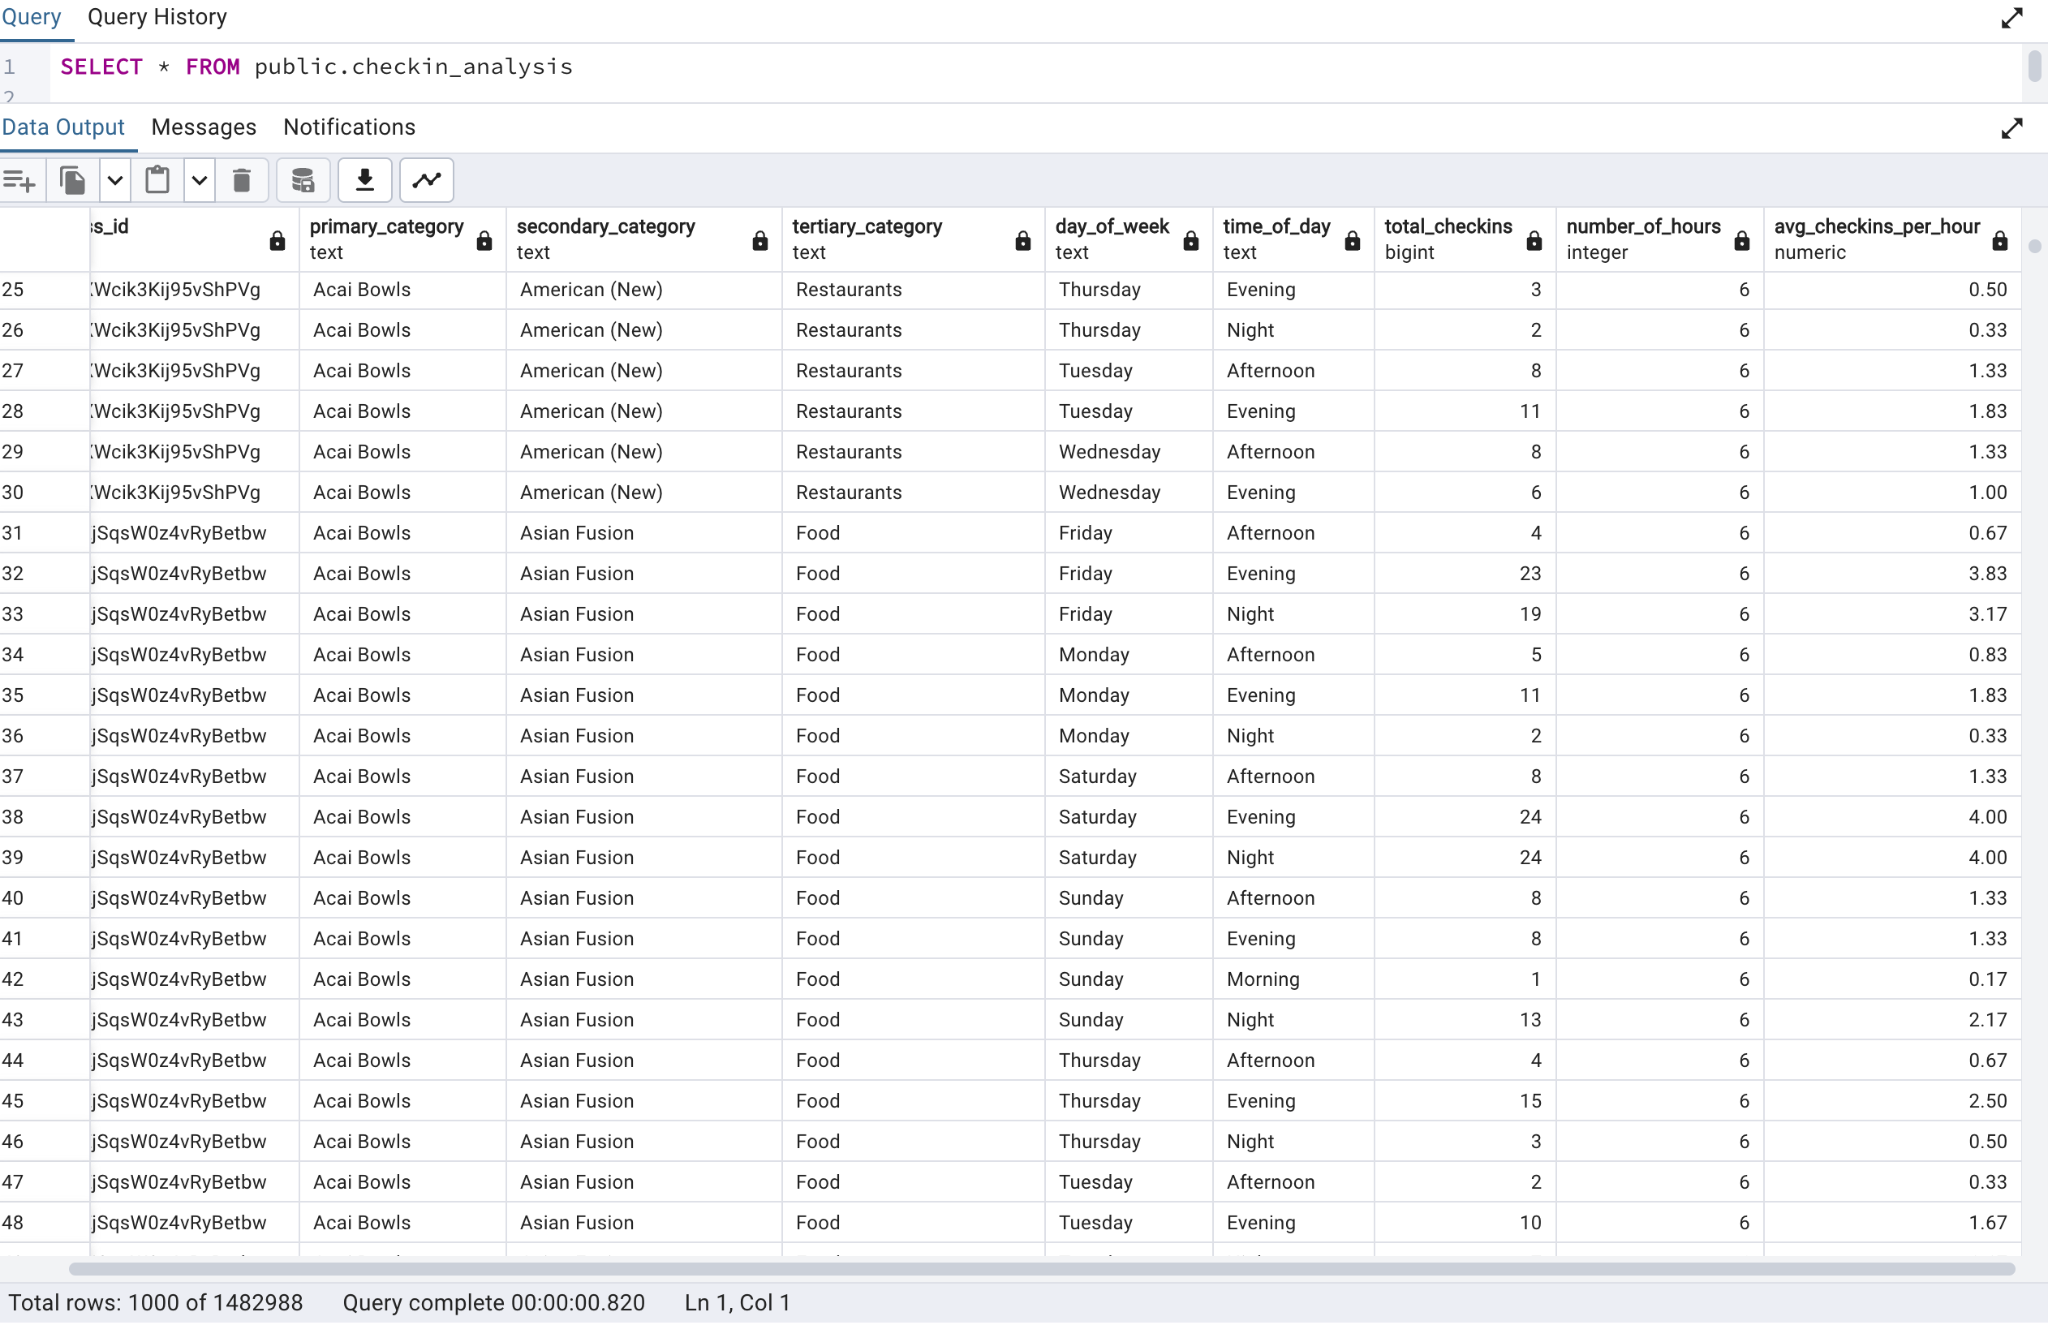 Query Query History
1 SELECT * FROM public.checkin_analysis
2
Data Output Messages Notifications
ss_id primary_category secondary_category tertiary_category day_of_week time_of_day total_checkins number_of_hours avg_checkins_per_hour
text text text text text bigint integer numeric
25 XWcik3Kij95vShPVg Acai Bowls American (New) Restaurants Thursday Evening 3 6 0.50
26 XWcik3Kij95vShPVg Acai Bowls American (New) Restaurants Thursday Night 2 6 0.33
27 XWcik3Kij95vShPVg Acai Bowls American (New) Restaurants Tuesday Afternoon 8 6 1.33
28 XWcik3Kij95vShPVg Acai Bowls American (New) Restaurants Tuesday Evening 11 6 1.83
29 XWcik3Kij95vShPVg Acai Bowls American (New) Restaurants Wednesday Afternoon 8 6 1.33
30 XWcik3Kij95vShPVg Acai Bowls American (New) Restaurants Wednesday Evening 6 6 1.00
31 jSqsW0z4vRyBetbw Acai Bowls Asian Fusion Food Friday Afternoon 4 6 0.67
32 jSqsW0z4vRyBetbw Acai Bowls Asian Fusion Food Friday Evening 23 6 3.83
33 jSqsW0z4vRyBetbw Acai Bowls Asian Fusion Food Friday Night 19 6 3.17
34 jSqsW0z4vRyBetbw Acai Bowls Asian Fusion Food Monday Afternoon 5 6 0.83
35 jSqsW0z4vRyBetbw Acai Bowls Asian Fusion Food Monday Evening 11 6 1.83
36 jSqsW0z4vRyBetbw Acai Bowls Asian Fusion Food Monday Night 2 6 0.33
37 jSqsW0z4vRyBetbw Acai Bowls Asian Fusion Food Saturday Afternoon 8 6 1.33
38 jSqsW0z4vRyBetbw Acai Bowls Asian Fusion Food Saturday Evening 24 6 4.00
39 jSqsW0z4vRyBetbw Acai Bowls Asian Fusion Food Saturday Night 24 6 4.00
40 jSqsW0z4vRyBetbw Acai Bowls Asian Fusion Food Sunday Afternoon 8 6 1.33
41 jSqsW0z4vRyBetbw Acai Bowls Asian Fusion Food Sunday Evening 8 6 1.33
42 jSqsW0z4vRyBetbw Acai Bowls Asian Fusion Food Sunday Morning 1 6 0.17
43 jSqsW0z4vRyBetbw Acai Bowls Asian Fusion Food Sunday Night 13 6 2.17
44 jSqsW0z4vRyBetbw Acai Bowls Asian Fusion Food Thursday Afternoon 4 6 0.67
45 jSqsW0z4vRyBetbw Acai Bowls Asian Fusion Food Thursday Evening 15 6 2.50
46 jSqsW0z4vRyBetbw Acai Bowls Asian Fusion Food Thursday Night 3 6 0.50
47 jSqsW0z4vRyBetbw Acai Bowls Asian Fusion Food Tuesday Afternoon 2 6 0.33
48 jSqsW0z4vRyBetbw Acai Bowls Asian Fusion Food Tuesday Evening 10 6 1.67
Total rows: 1000 of 1482988 Query complete 00:00:00.820 Ln 1, Col 1